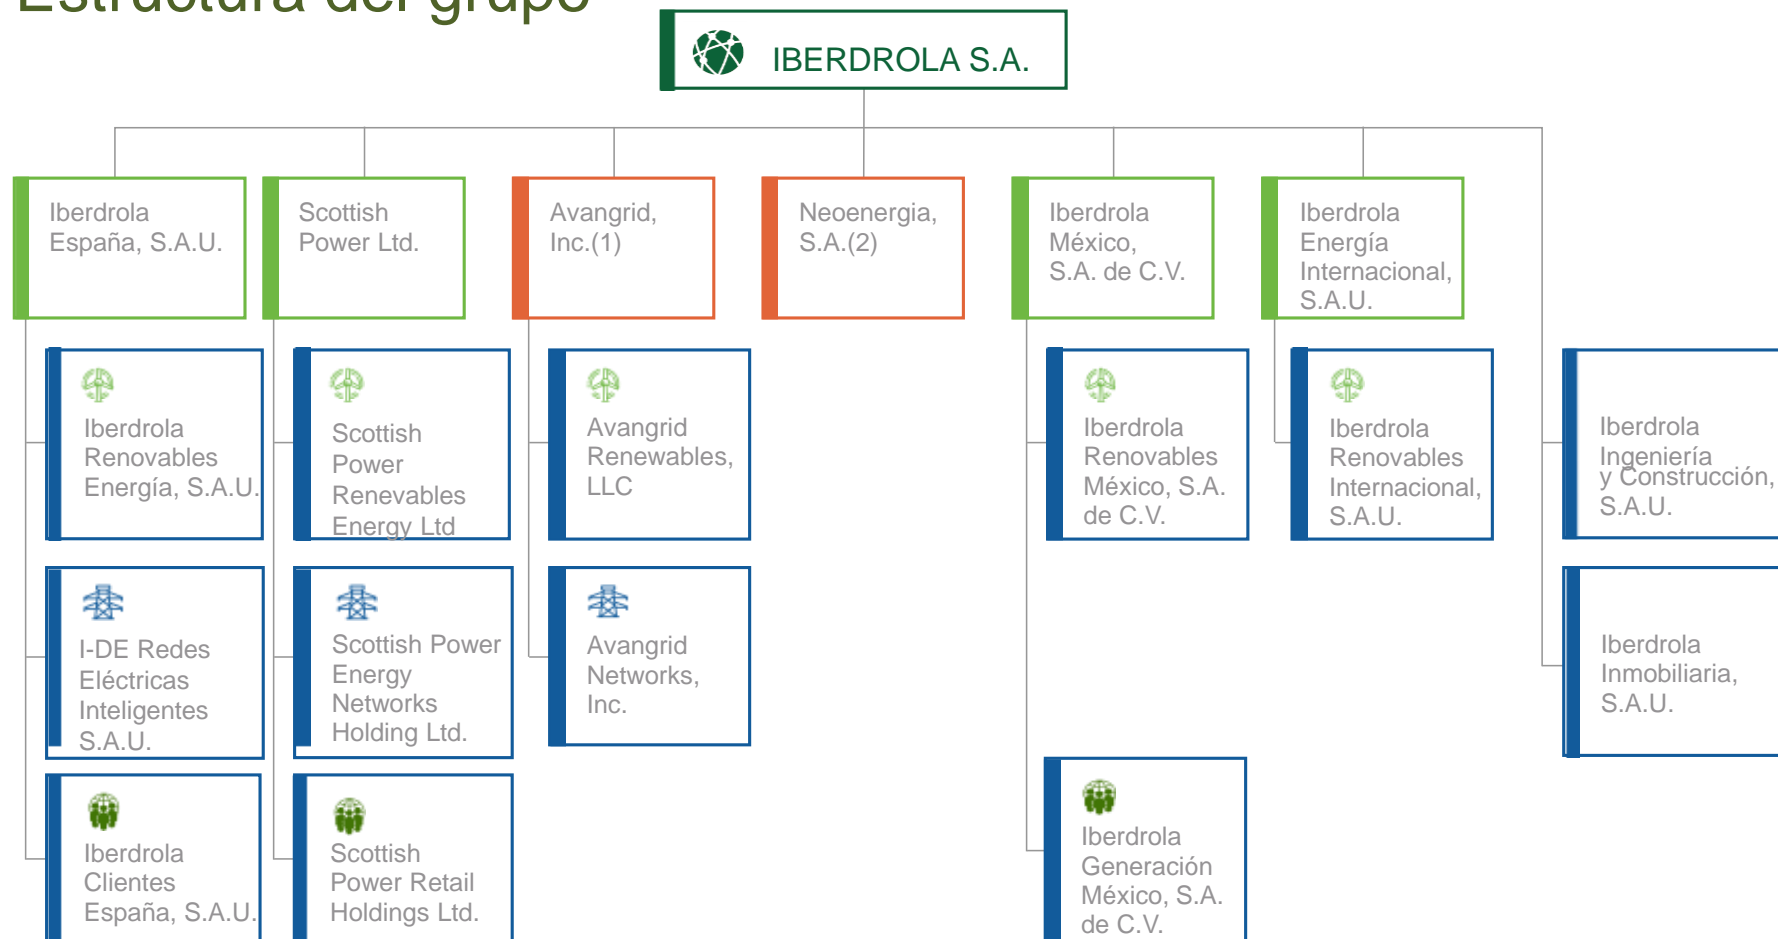 Estructura del grupo
IBERDROLA S.A.
Iberdrola
España, S.A.U.
Scottish
Power Ltd.
Avangrid,
Inc.(1)
Neoenergia,
S.A.(2)
Iberdrola
México,
S.A. de C.V.
Iberdrola
Energía
Internacional,
S.A.U.
Iberdrola
Renovables
Energía, S.A.U.
Scottish
Power
Renevables
Energy Ltd
Avangrid
Renewables,
LLC
Iberdrola
Renovables
México, S.A.
de C.V.
Iberdrola
Renovables
Internacional,
S.A.U.
Iberdrola
Ingeniería
y Construcción,
S.A.U.
I-DE Redes
Eléctricas
Inteligentes
S.A.U.
Scottish Power
Energy
Networks
Holding Ltd.
Avangrid
Networks,
Inc.
Iberdrola
Inmobiliaria,
S.A.U.
Iberdrola
Clientes
España, S.A.U.
Scottish
Power Retail
Holdings Ltd.
Iberdrola
Generación
México, S.A.
de C.V.